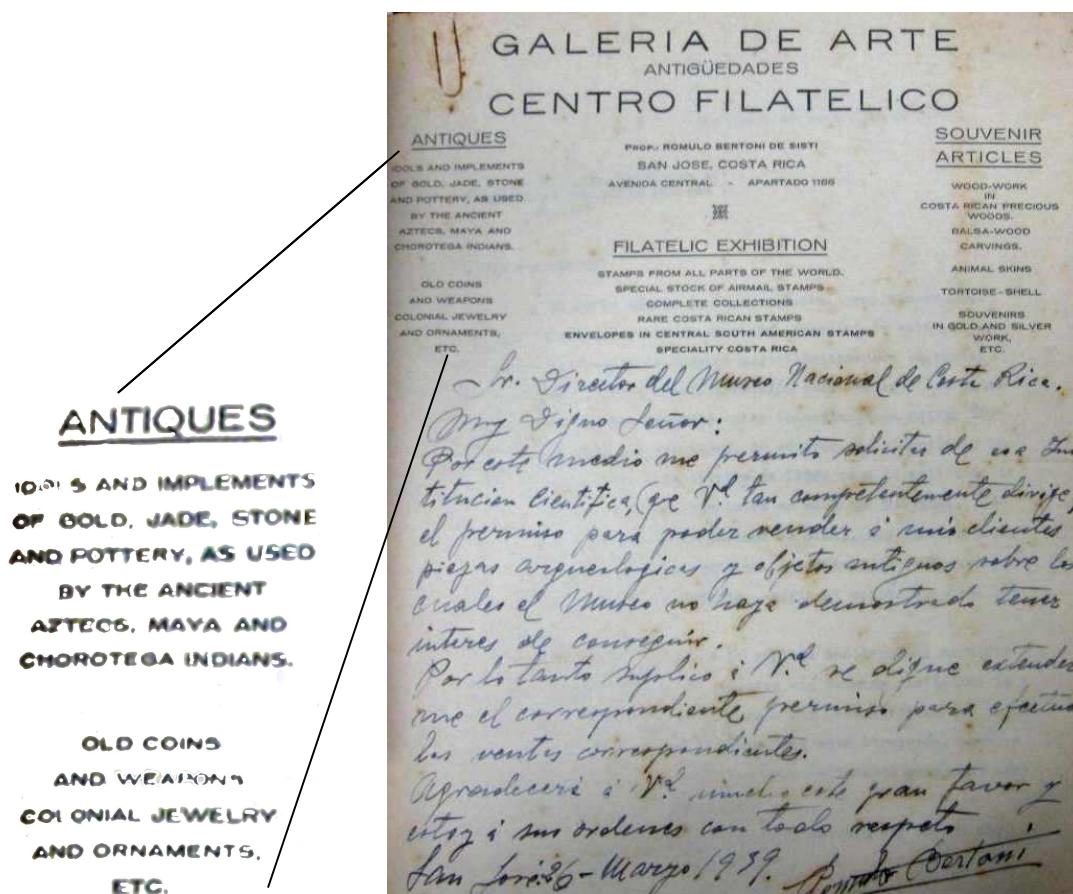 GALERIA DE ARTE
ANTIGÜEDADES
CENTRO FILATELICO
ANTIQUES
IDOLS AND IMPLEMENTS
OF GOLD, JADE, STONE
AND POTTERY, AS USED
BY THE ANCIENT
AZTECS, MAYA AND
CHOROTEGA INDIANS.
OLD COINS
AND WEAPONS
COLONIAL JEWELRY
AND ORNAMENTS,
ETC.
PROP.: ROMULO BERTONI DE SISTI
SAN JOSE, COSTA RICA
AVENIDA CENTRAL - APARTADO 1166
FILATELIC EXHIBITION
STAMPS FROM ALL PARTS OF THE WORLD.
SPECIAL STOCK OF AIRMAIL STAMPS
COMPLETE COLLECTIONS
RARE COSTA RICAN STAMPS
ENVELOPES IN CENTRAL SOUTH AMERICAN STAMPS
SPECIALITY COSTA RICA
SOUVENIR
ARTICLES
WOOD-WORK
IN
COSTA RICAN PRECIOUS
WOODS.
BALSA-WOOD
CARVINGS.
ANIMAL SKINS
TORTOISE-SHELL
SOUVENIRS
IN GOLD AND SILVER
WORK,
ETC.
Sr. Director del Museo Nacional de Costa Rica.
Muy Digno Señor:
Por este medio me permito solicitar de esa Ins
titucion Cientifica, (que Vd. tan competentemente dirige,
el permiso para poder vender á mis clientes
piezas arqueologicas y objetos antiguos sobre los
cuales el Museo no haya demostrado tener
interes de conseguir.
Por lo tanto suplico á Vd. se digne extender
me el correspondiente permiso para efectuar
las ventas correspondientes.
Agradeceré á Vd. mucho este gran favor y
estoy á sus ordenes con todo respeto
San José 26 - Marzo 1939. Romulo Bertoni
ANTIQUES
IDOLS AND IMPLEMENTS
OF GOLD, JADE, STONE
AND POTTERY, AS USED
BY THE ANCIENT
AZTECS, MAYA AND
CHOROTEGA INDIANS.
OLD COINS
AND WEAPONS
COLONIAL JEWELRY
AND ORNAMENTS,
ETC.